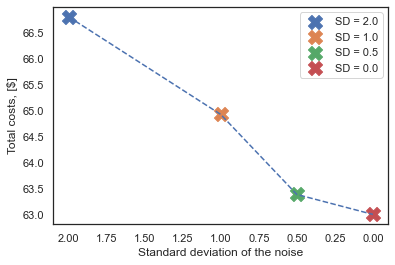 SD = 2.0
SD = 1.0
SD = 0.5
SD = 0.0
Total costs, [$]
66.5
66.0
65.5
65.0
64.5
64.0
63.5
63.0
2.00 1.75 1.50 1.25 1.00 0.75 0.50 0.25 0.00
Standard deviation of the noise